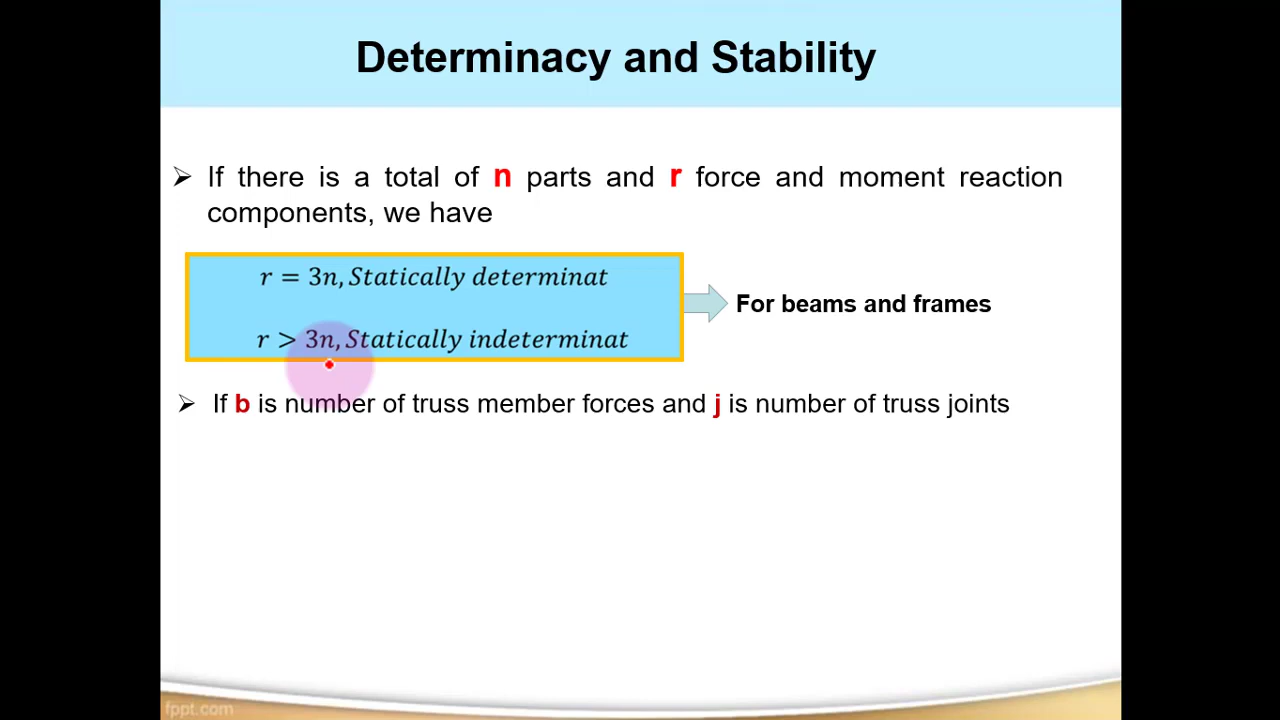 Determinacy and Stability
➢ If there is a total of n parts and r force and moment reaction
components, we have
r = 3n, Statically determinat
r > 3n, Statically indeterminat
For beams and frames
➢ If b is number of truss member forces and j is number of truss joints
fppt.com